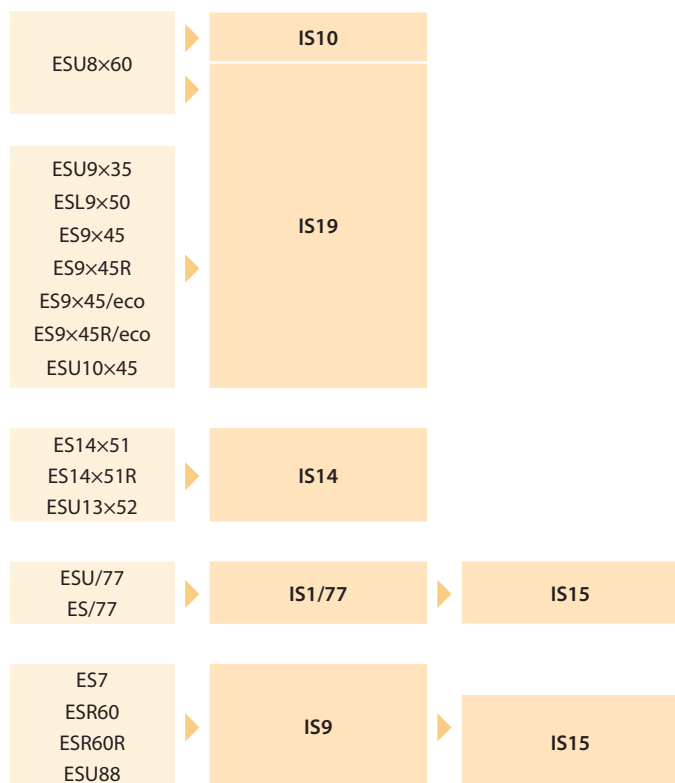 ESU8×60
IS10
IS19
ESU9×35
ESL9×50
ES9×45
ES9×45R
ES9×45/eco
ES9×45R/eco
ESU10×45
ES14×51
ES14×51R
ESU13×52
IS14
ESU/77
ES/77
IS1/77
IS15
ES7
ESR60
ESR60R
ESU88
IS9
IS15